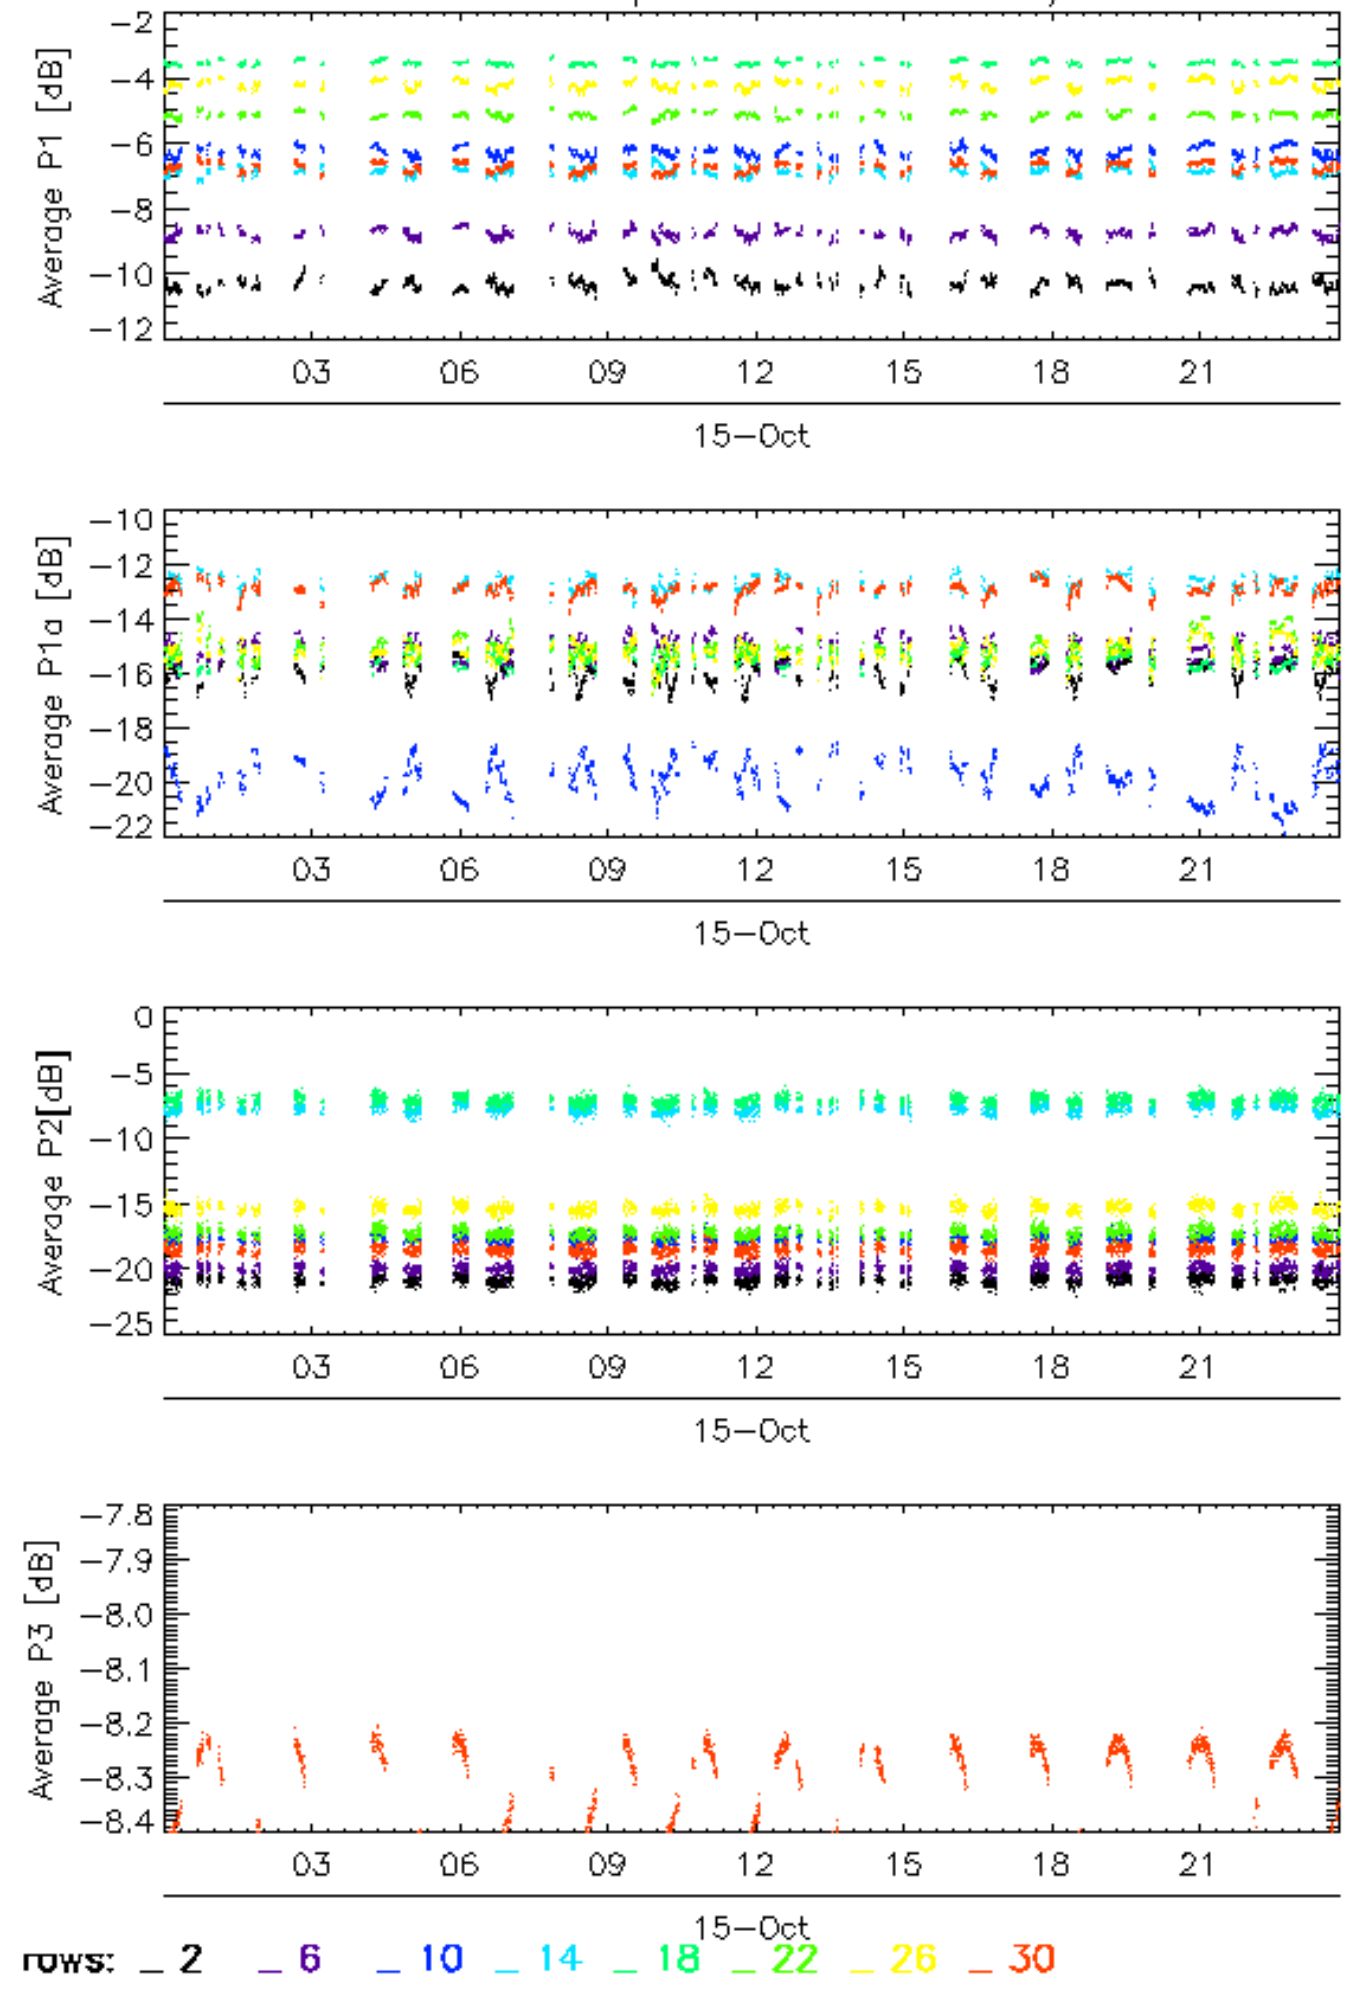 Average P1 [dB]
-2
-4
-6
-8
-10
-12
03 06 09 12 15 18 21
15-Oct
Average P1a [dB]
-10
-12
-14
-16
-18
-20
-22
03 06 09 12 15 18 21
15-Oct
Average P2[dB]
0
-5
-10
-15
-20
-25
03 06 09 12 15 18 21
15-Oct
Average P3 [dB]
-7.8
-7.9
-8.0
-8.1
-8.2
-8.3
-8.4
03 06 09 12 15 18 21
15-Oct
rows: _ 2 _ 6 _ 10 _ 14 _ 18 _ 22 _ 26 _ 30